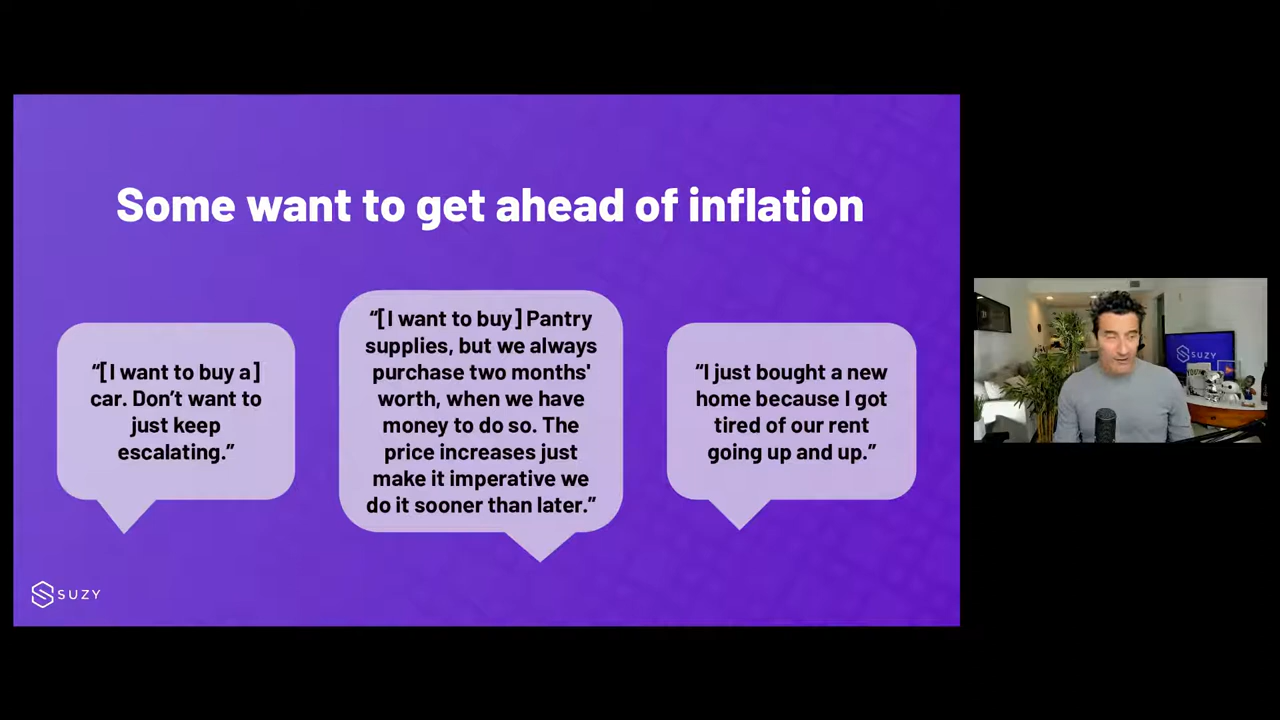 Some want to get ahead of inflation
“[I want to buy a]
car. Don’t want to
just keep
escalating.”
“[I want to buy] Pantry
supplies, but we always
purchase two months'
worth, when we have
money to do so. The
price increases just
make it imperative we
do it sooner than later.”
“I just bought a new
home because I got
tired of our rent
going up and up.”
SUZY
SUZY